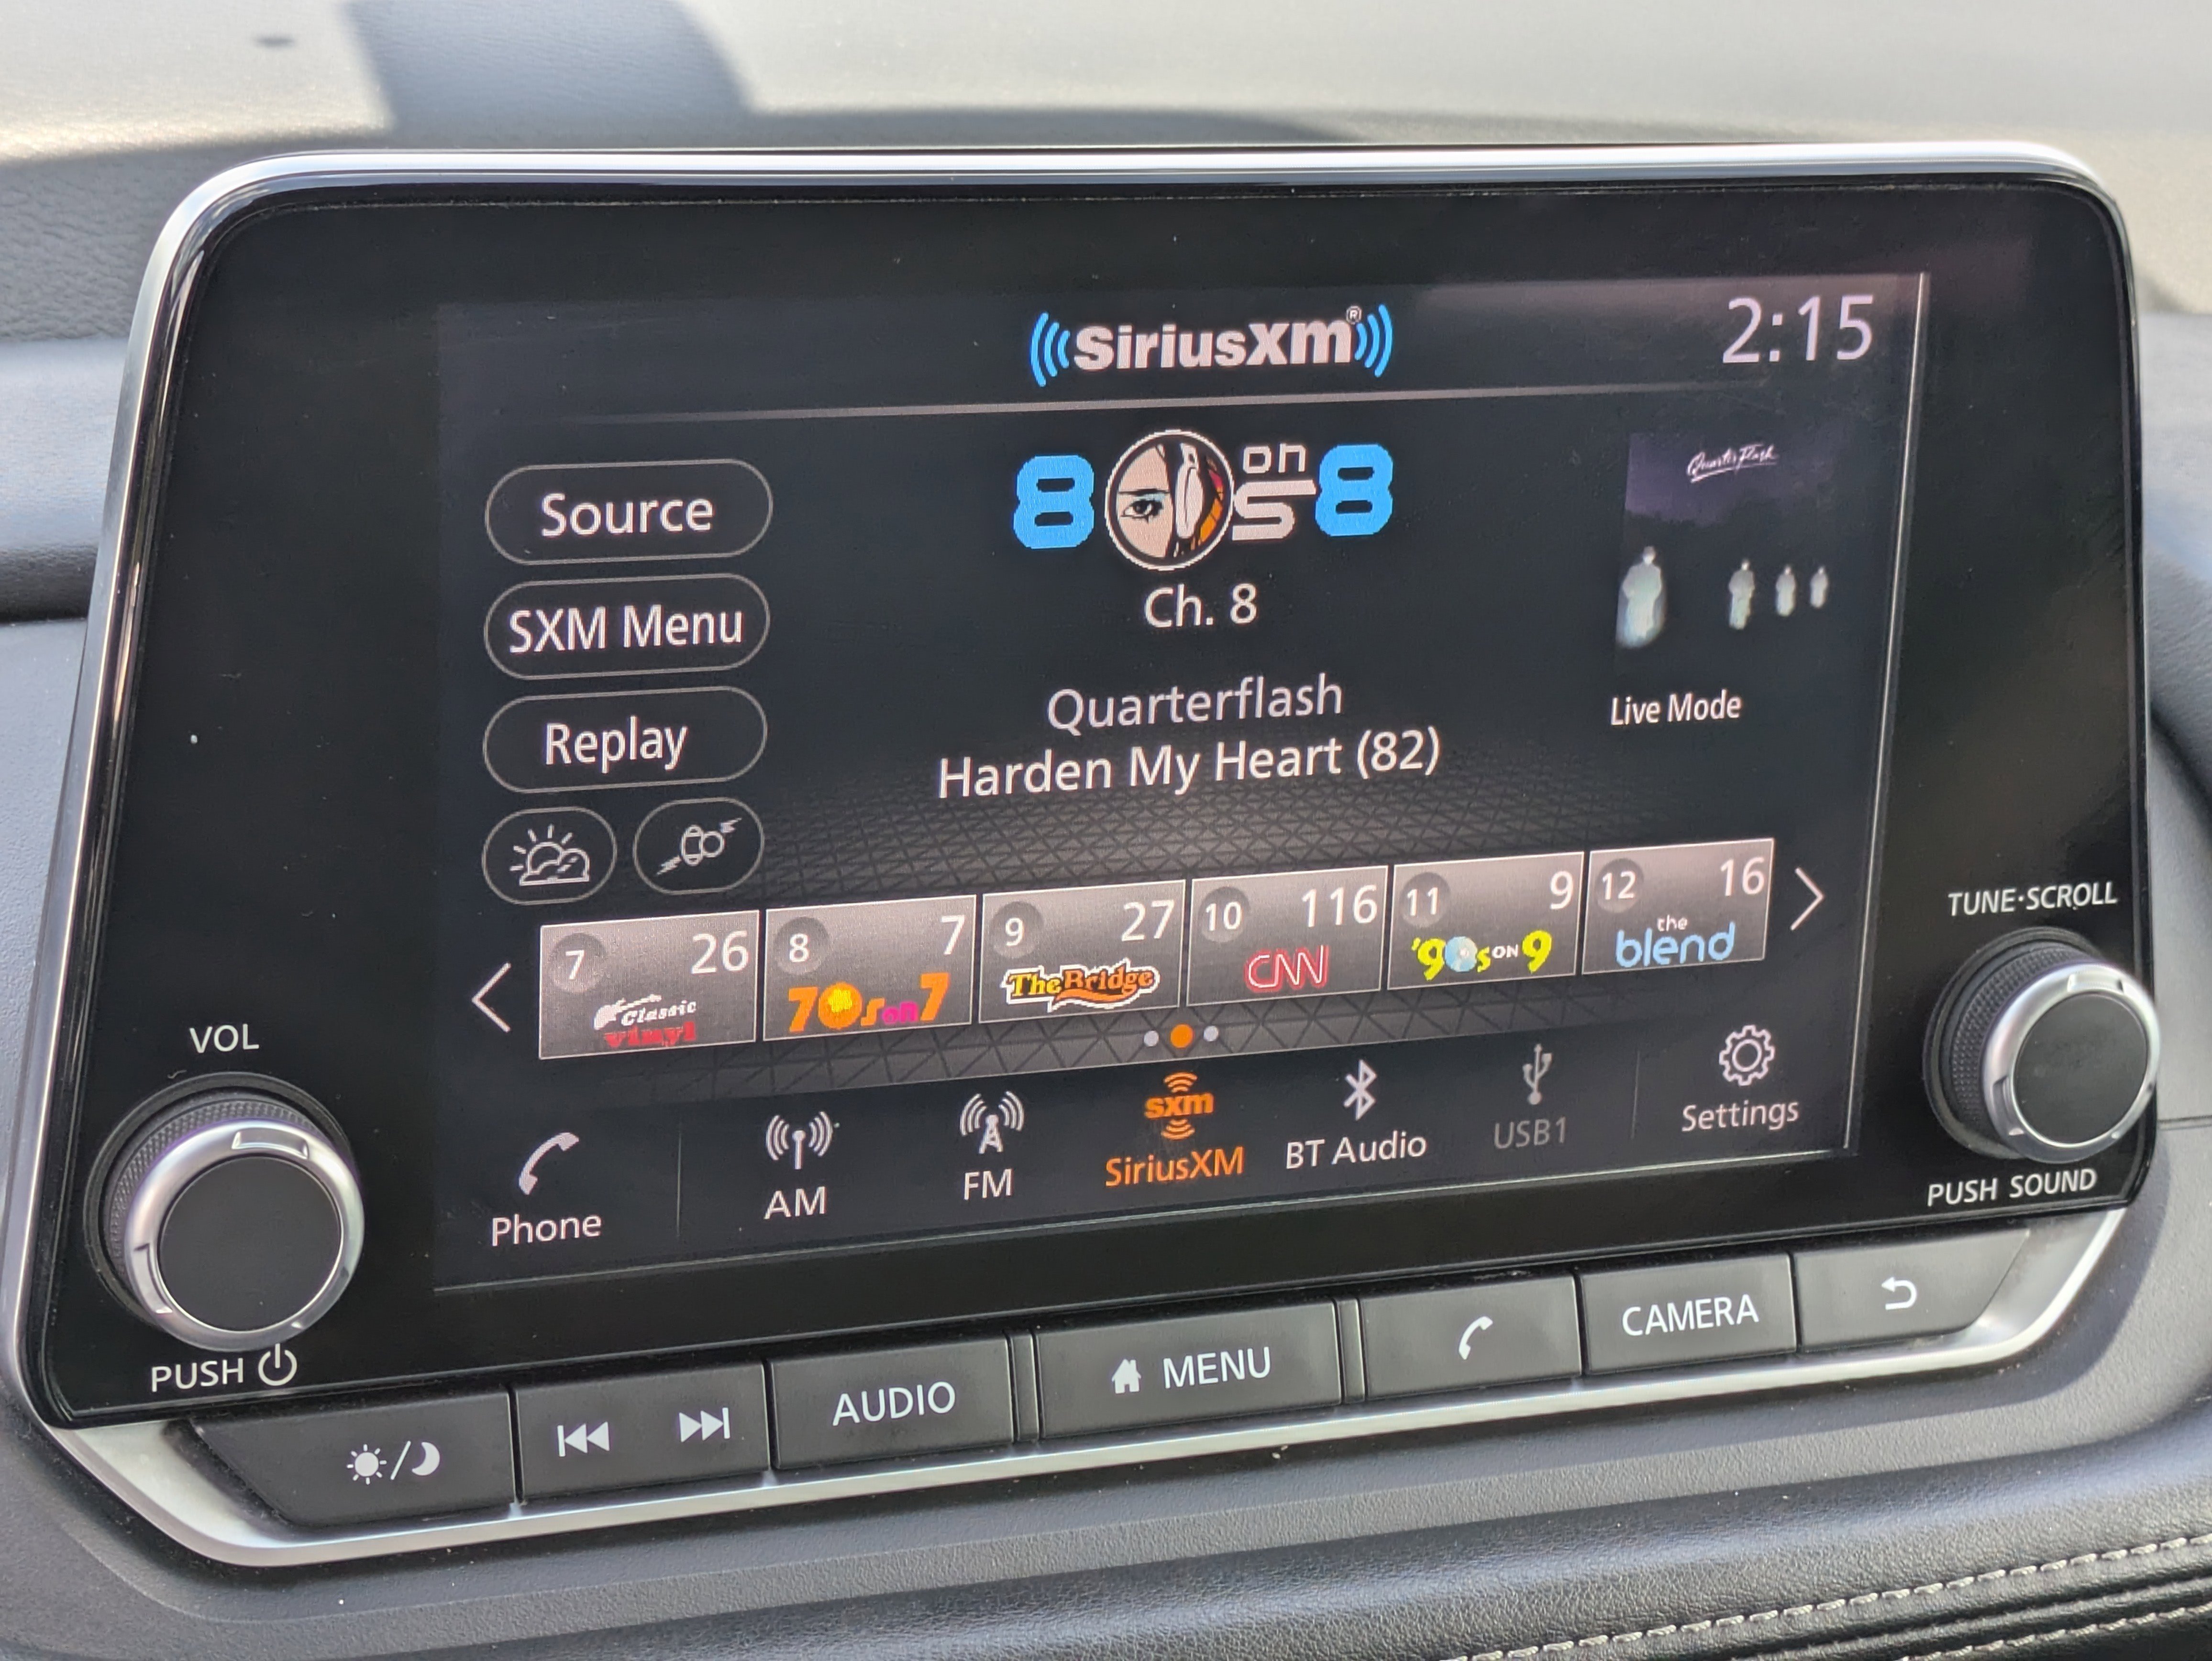 SiriusXM®
2:15
80s on 8
Quarterflash
Source
SXM Menu
Replay
Ch. 8
Quarterflash
Harden My Heart (82)
Live Mode
7 26
Classic
vinyl
8 7
70s on 7
9 27
The Bridge
10 116
CNN
11 9
'90s ON 9
12 16
the
blend
Phone
AM
FM
sxm
SiriusXM
BT Audio
USB1
Settings
VOL
PUSH
TUNE·SCROLL
PUSH SOUND
AUDIO
MENU
CAMERA